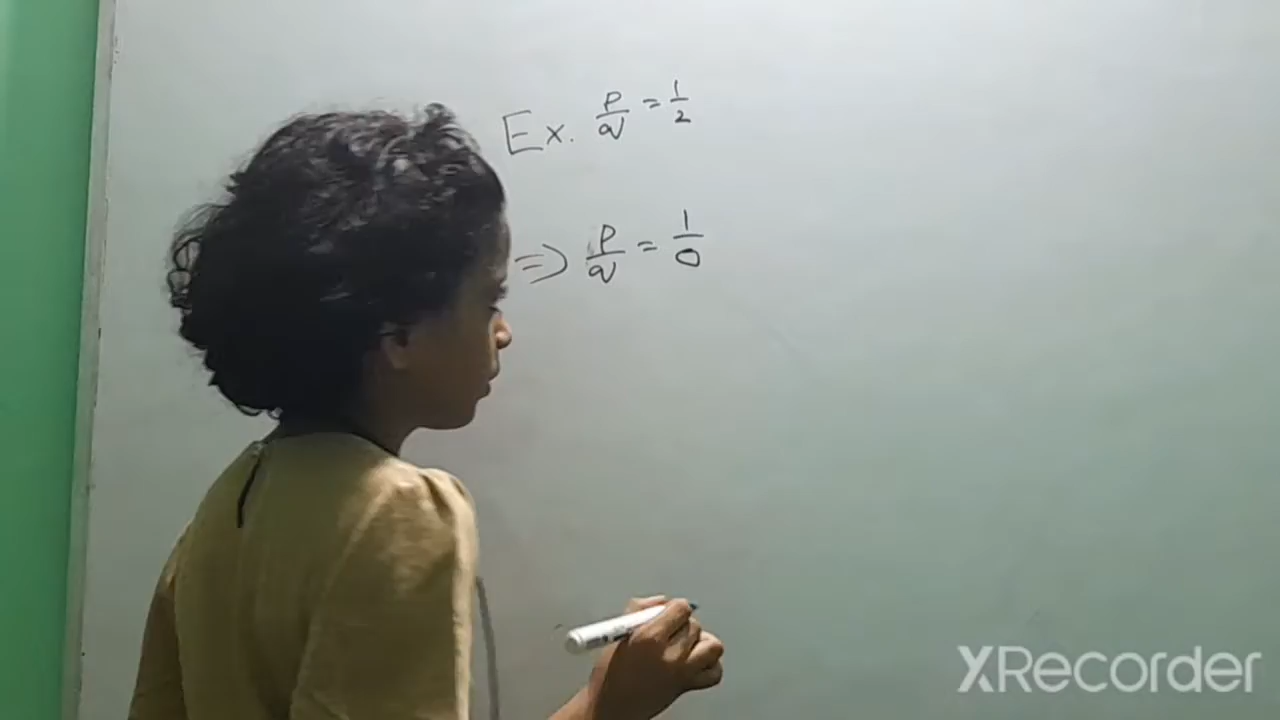 Ex. p/q = 1/2
=> p/q = 1/0
XRecorder